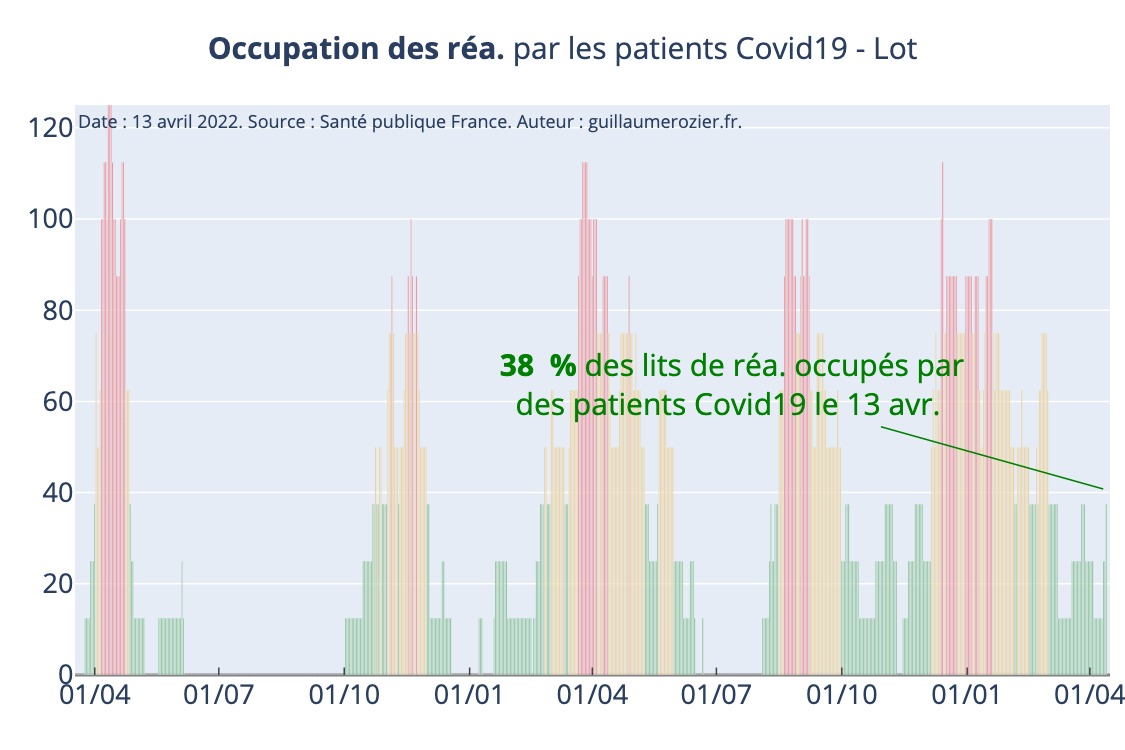 Occupation des réa. par les patients Covid19 - Lot
Date : 13 avril 2022. Source : Santé publique France. Auteur : guillaumerozier.fr.
120
100
80
60
40
20
0
38  % des lits de réa. occupés par
des patients Covid19 le 13 avr.
01/04 01/07 01/10 01/01 01/04 01/07 01/10 01/01 01/04